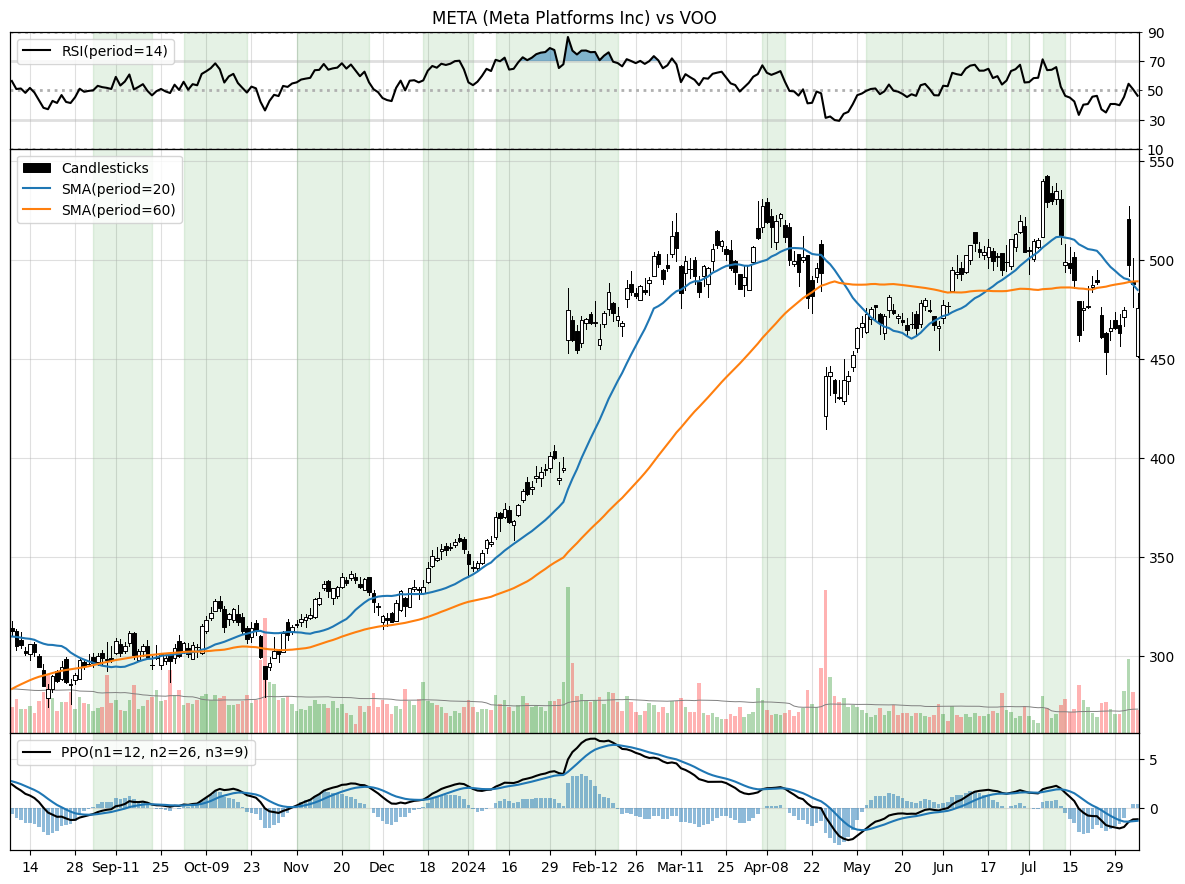 META (Meta Platforms Inc) vs VOO
RSI(period=14)
90
70
50
30
10
Candlesticks
SMA(period=20)
SMA(period=60)
550
500
450
400
350
300
PPO(n1=12, n2=26, n3=9)
5
0
14 28 Sep-11 25 Oct-09 23 Nov 20 Dec 18 2024 16 29 Feb-12 26 Mar-11 25 Apr-08 22 May 20 Jun 17 Jul 15 29